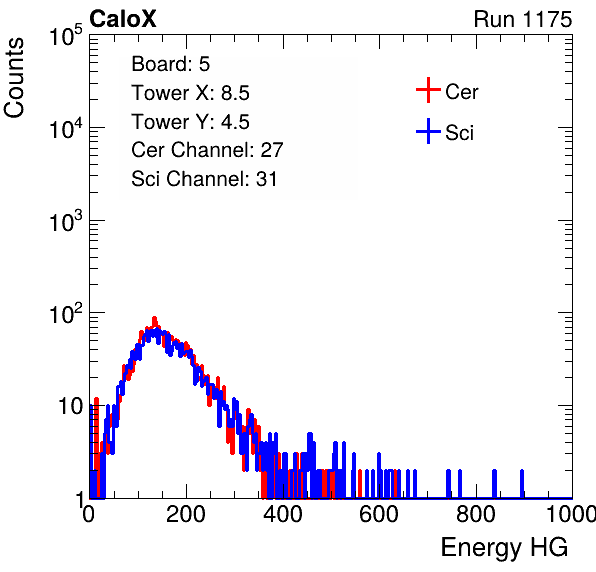 CaloX Run 1175
Counts
10^5
10^4
10^3
10^2
10
1
Board: 5
Tower X: 8.5
Tower Y: 4.5
Cer Channel: 27
Sci Channel: 31
Cer
Sci
0 200 400 600 800 1000
Energy HG